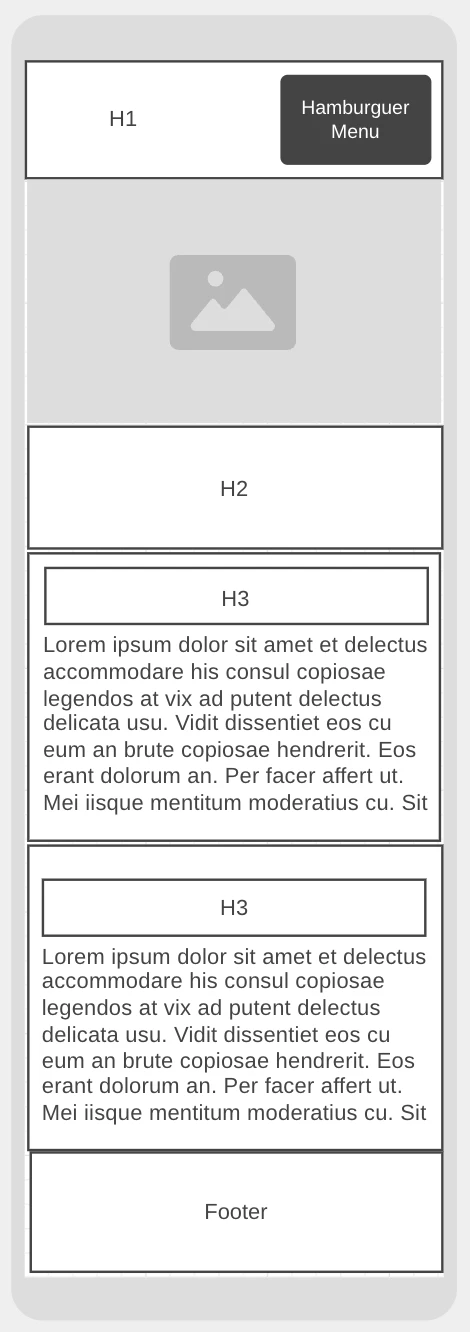 H1
Hamburguer
Menu
H2
H3
Lorem ipsum dolor sit amet et delectus
accommodare his consul copiosae
legendos at vix ad putent delectus
delicata usu. Vidit dissentiet eos cu
eum an brute copiosae hendrerit. Eos
erant dolorum an. Per facer affert ut.
Mei iisque mentitum moderatius cu. Sit
H3
Lorem ipsum dolor sit amet et delectus
accommodare his consul copiosae
legendos at vix ad putent delectus
delicata usu. Vidit dissentiet eos cu
eum an brute copiosae hendrerit. Eos
erant dolorum an. Per facer affert ut.
Mei iisque mentitum moderatius cu. Sit
Footer